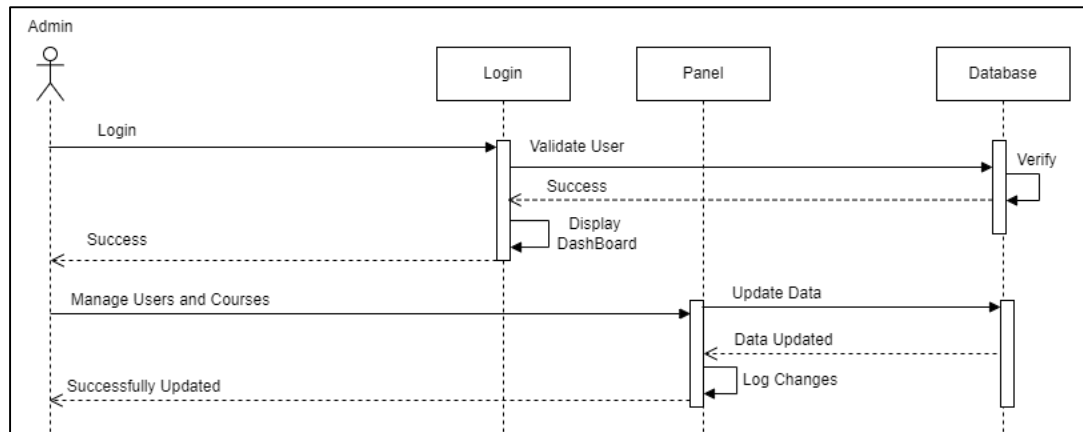 Admin
Login
Panel
Database
Login
Validate User
Verify
Success
Display
DashBoard
Success
Manage Users and Courses
Update Data
Data Updated
Log Changes
Successfully Updated